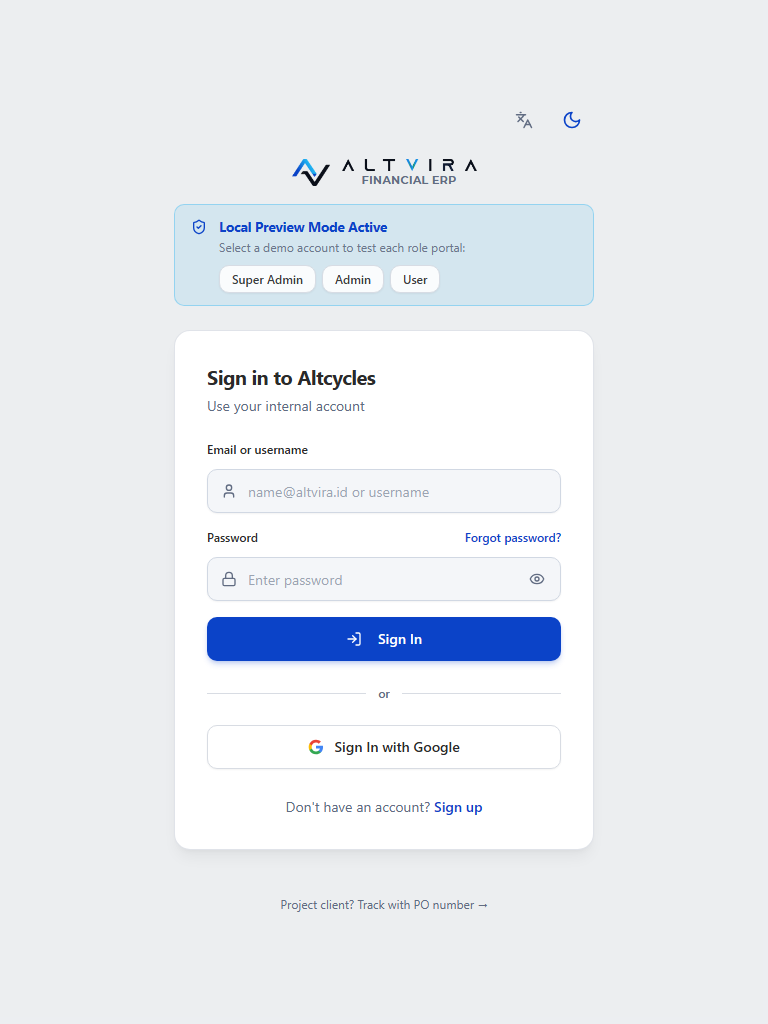 ALTVIRA
FINANCIAL ERP
Local Preview Mode Active
Select a demo account to test each role portal:
Super Admin
Admin
User
Sign in to Altcycles
Use your internal account
Email or username
name@altvira.id or username
Password
Forgot password?
Enter password
Sign In
or
Sign In with Google
Don't have an account? Sign up
Project client? Track with PO number →